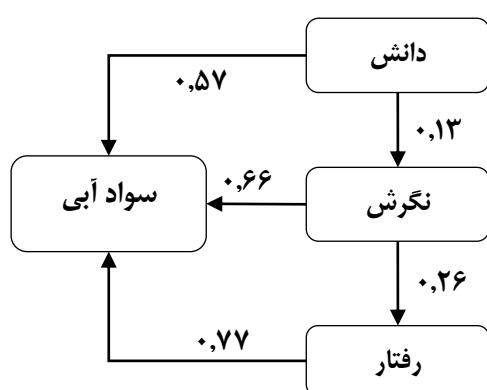 دانش
۰,۵۷
۰,۱۳
سواد آبی
۰,۶۶
نگرش
۰,۲۶
۰,۷۷
رفتار